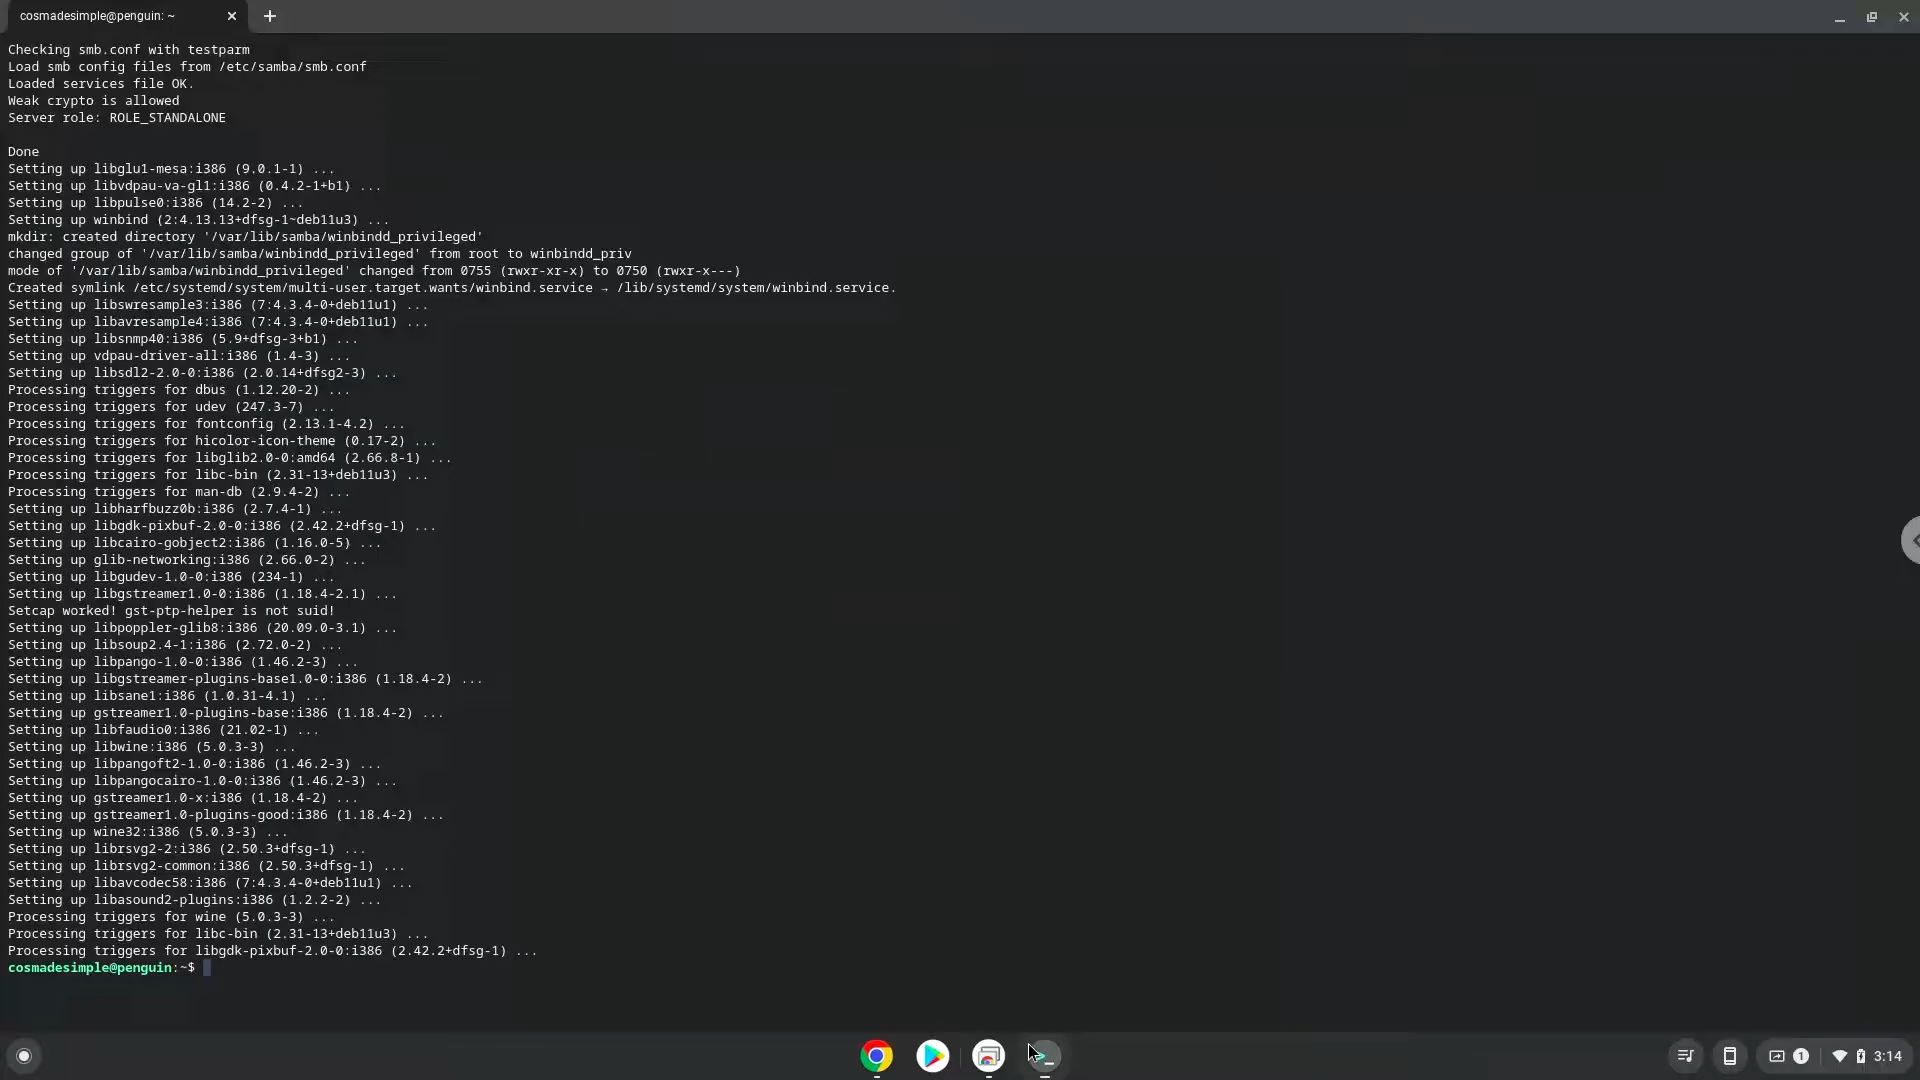 cosmadesimple@penguin: ~
Checking smb.conf with testparm
Load smb config files from /etc/samba/smb.conf
Loaded services file OK.
Weak crypto is allowed
Server role: ROLE_STANDALONE
Done
Setting up libglu1-mesa:i386 (9.0.1-1) ...
Setting up libvdpau-va-gl1:i386 (0.4.2-1+b1) ...
Setting up libpulse0:i386 (14.2-2) ...
Setting up winbind (2:4.13.13+dfsg-1~deb11u3) ...
mkdir: created directory '/var/lib/samba/winbindd_privileged'
changed group of '/var/lib/samba/winbindd_privileged' from root to winbindd_priv
mode of '/var/lib/samba/winbindd_privileged' changed from 0755 (rwxr-xr-x) to 0750 (rwxr-x---)
Created symlink /etc/systemd/system/multi-user.target.wants/winbind.service → /lib/systemd/system/winbind.service.
Setting up libswresample3:i386 (7:4.3.4-0+deb11u1) ...
Setting up libavresample4:i386 (7:4.3.4-0+deb11u1) ...
Setting up libsnmp40:i386 (5.9+dfsg-3+b1) ...
Setting up vdpau-driver-all:i386 (1.4-3) ...
Setting up libsdl2-2.0-0:i386 (2.0.14+dfsg2-3) ...
Processing triggers for dbus (1.12.20-2) ...
Processing triggers for udev (247.3-7) ...
Processing triggers for fontconfig (2.13.1-4.2) ...
Processing triggers for hicolor-icon-theme (0.17-2) ...
Processing triggers for libglib2.0-0:amd64 (2.66.8-1) ...
Processing triggers for libc-bin (2.31-13+deb11u3) ...
Processing triggers for man-db (2.9.4-2) ...
Setting up libharfbuzz0b:i386 (2.7.4-1) ...
Setting up libgdk-pixbuf-2.0-0:i386 (2.42.2+dfsg-1) ...
Setting up libcairo-gobject2:i386 (1.16.0-5) ...
Setting up glib-networking:i386 (2.66.0-2) ...
Setting up libgudev-1.0-0:i386 (234-1) ...
Setting up libgstreamer1.0-0:i386 (1.18.4-2.1) ...
Setcap worked! gst-ptp-helper is not suid!
Setting up libpoppler-glib8:i386 (20.09.0-3.1) ...
Setting up libsoup2.4-1:i386 (2.72.0-2) ...
Setting up libpango-1.0-0:i386 (1.46.2-3) ...
Setting up libgstreamer-plugins-base1.0-0:i386 (1.18.4-2) ...
Setting up libsane1:i386 (1.0.31-4.1) ...
Setting up gstreamer1.0-plugins-base:i386 (1.18.4-2) ...
Setting up libfaudio0:i386 (21.02-1) ...
Setting up libwine:i386 (5.0.3-3) ...
Setting up libpangoft2-1.0-0:i386 (1.46.2-3) ...
Setting up libpangocairo-1.0-0:i386 (1.46.2-3) ...
Setting up gstreamer1.0-x:i386 (1.18.4-2) ...
Setting up gstreamer1.0-plugins-good:i386 (1.18.4-2) ...
Setting up wine32:i386 (5.0.3-3) ...
Setting up librsvg2-2:i386 (2.50.3+dfsg-1) ...
Setting up librsvg2-common:i386 (2.50.3+dfsg-1) ...
Setting up libavcodec58:i386 (7:4.3.4-0+deb11u1) ...
Setting up libasound2-plugins:i386 (1.2.2-2) ...
Processing triggers for wine (5.0.3-3) ...
Processing triggers for libc-bin (2.31-13+deb11u3) ...
Processing triggers for libgdk-pixbuf-2.0-0:i386 (2.42.2+dfsg-1) ...
cosmadesimple@penguin:~$
1 3:14